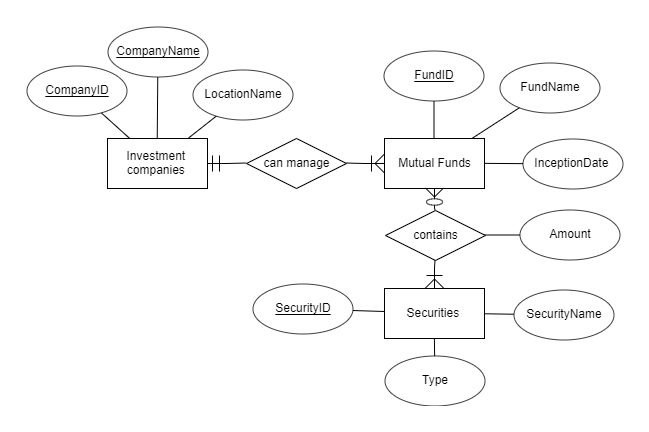 CompanyName
CompanyID
LocationName
Investment
companies
can manage
FundID
FundName
Mutual Funds
InceptionDate
contains
Amount
SecurityID
Securities
SecurityName
Type